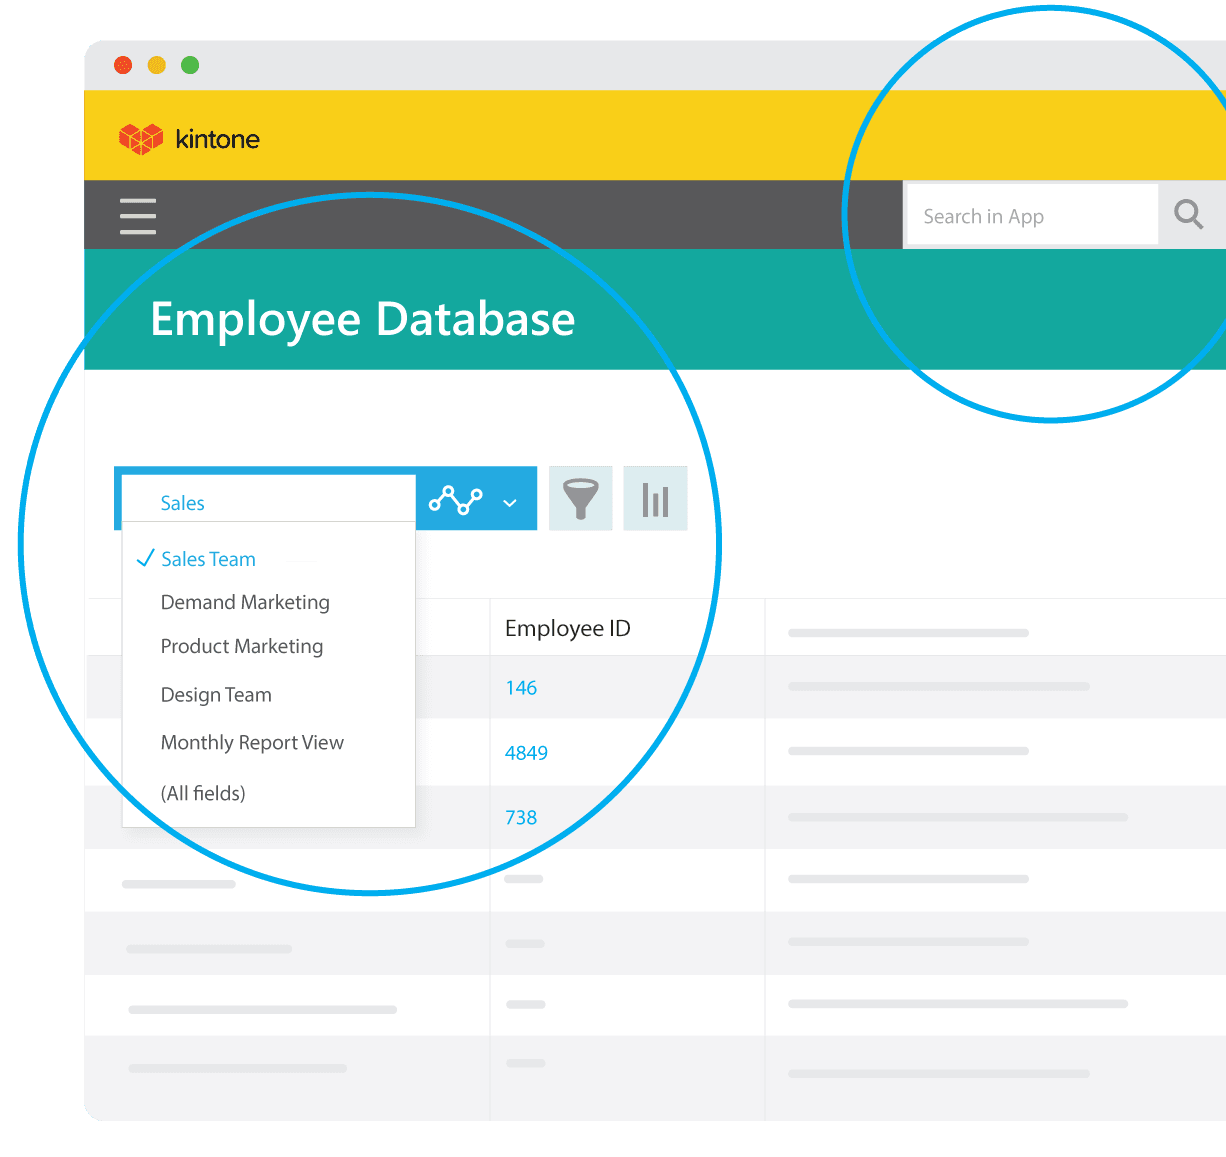 kintone
Search in App
Employee Database
Sales
Sales Team
Demand Marketing
Product Marketing
Design Team
Monthly Report View
(All fields)
Employee ID
146
4849
738